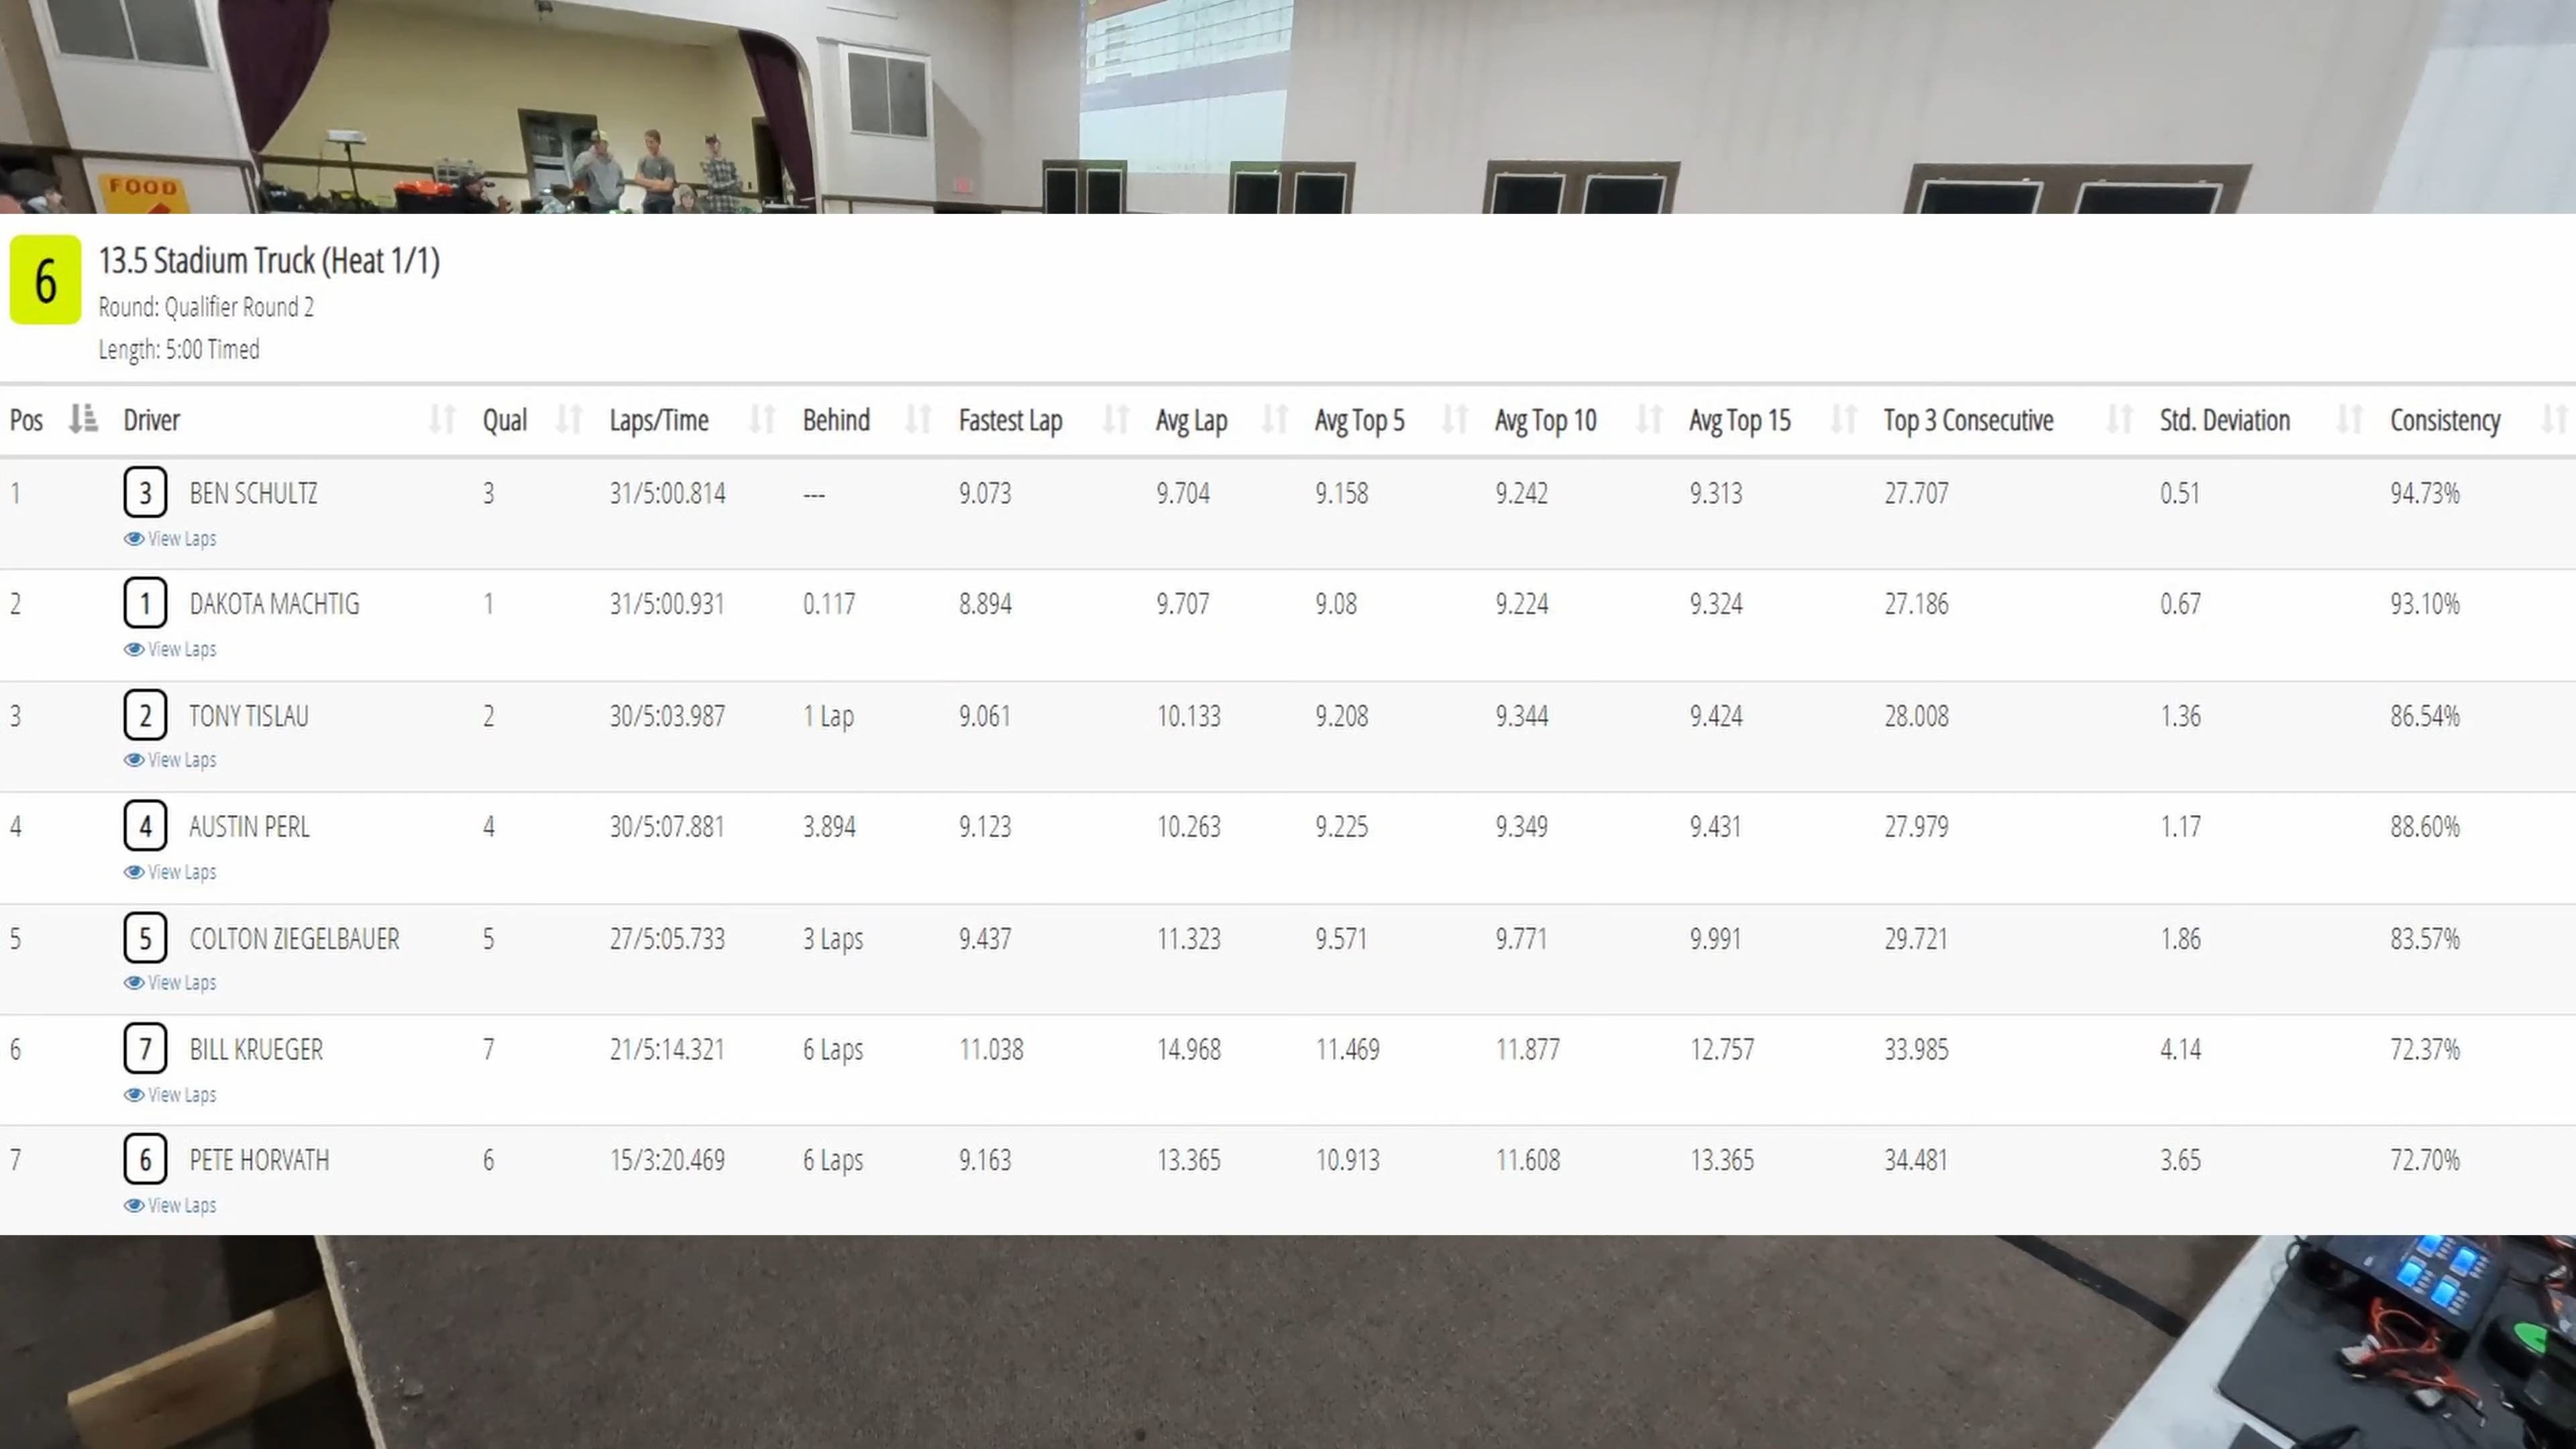 FOOD
6
13.5 Stadium Truck (Heat 1/1)
Round: Qualifier Round 2
Length: 5:00 Timed
Pos Driver Qual Laps/Time Behind Fastest Lap Avg Lap Avg Top 5 Avg Top 10 Avg Top 15 Top 3 Consecutive Std. Deviation Consistency
1 3 BEN SCHULTZ 3 31/5:00.814 --- 9.073 9.704 9.158 9.242 9.313 27.707 0.51 94.73%
View Laps
2 1 DAKOTA MACHTIG 1 31/5:00.931 0.117 8.894 9.707 9.08 9.224 9.324 27.186 0.67 93.10%
View Laps
3 2 TONY TISLAU 2 30/5:03.987 1 Lap 9.061 10.133 9.208 9.344 9.424 28.008 1.36 86.54%
View Laps
4 4 AUSTIN PERL 4 30/5:07.881 3.894 9.123 10.263 9.225 9.349 9.431 27.979 1.17 88.60%
View Laps
5 5 COLTON ZIEGELBAUER 5 27/5:05.733 3 Laps 9.437 11.323 9.571 9.771 9.991 29.721 1.86 83.57%
View Laps
6 7 BILL KRUEGER 7 21/5:14.321 6 Laps 11.038 14.968 11.469 11.877 12.757 33.985 4.14 72.37%
View Laps
7 6 PETE HORVATH 6 15/3:20.469 6 Laps 9.163 13.365 10.913 11.608 13.365 34.481 3.65 72.70%
View Laps